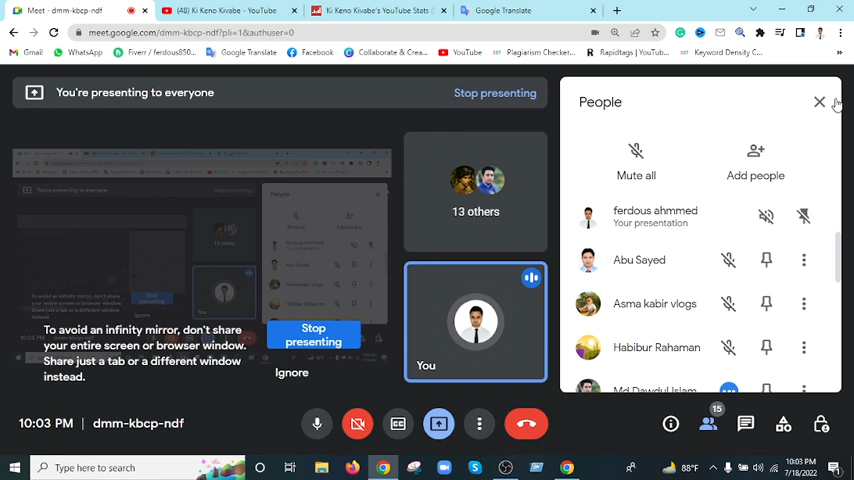 Meet - dmm-kbcp-ndf
(48) Ki Keno Kivabe - YouTube
Ki Keno Kivabe's YouTube Stats (
Google Translate
meet.google.com/dmm-kbcp-ndf?pli=1&authuser=0
Gmail
WhatsApp
Fiverr / ferdous850...
Google Translate
Facebook
Collaborate & Crea...
YouTube
Plagiarism Checker...
Rapidtags | YouTub...
Keyword Density C...
You're presenting to everyone
Stop presenting
People
Mute all
Add people
13 others
ferdous ahmmed
Your presentation
Abu Sayed
Asma kabir vlogs
Habibur Rahaman
Md Dawdul Islam
To avoid an infinity mirror, don't share
your entire screen or browser window.
Share just a tab or a different window
instead.
Stop
presenting
Ignore
You
10:03 PM | dmm-kbcp-ndf
15
Type here to search
88°F
10:03 PM
7/18/2022